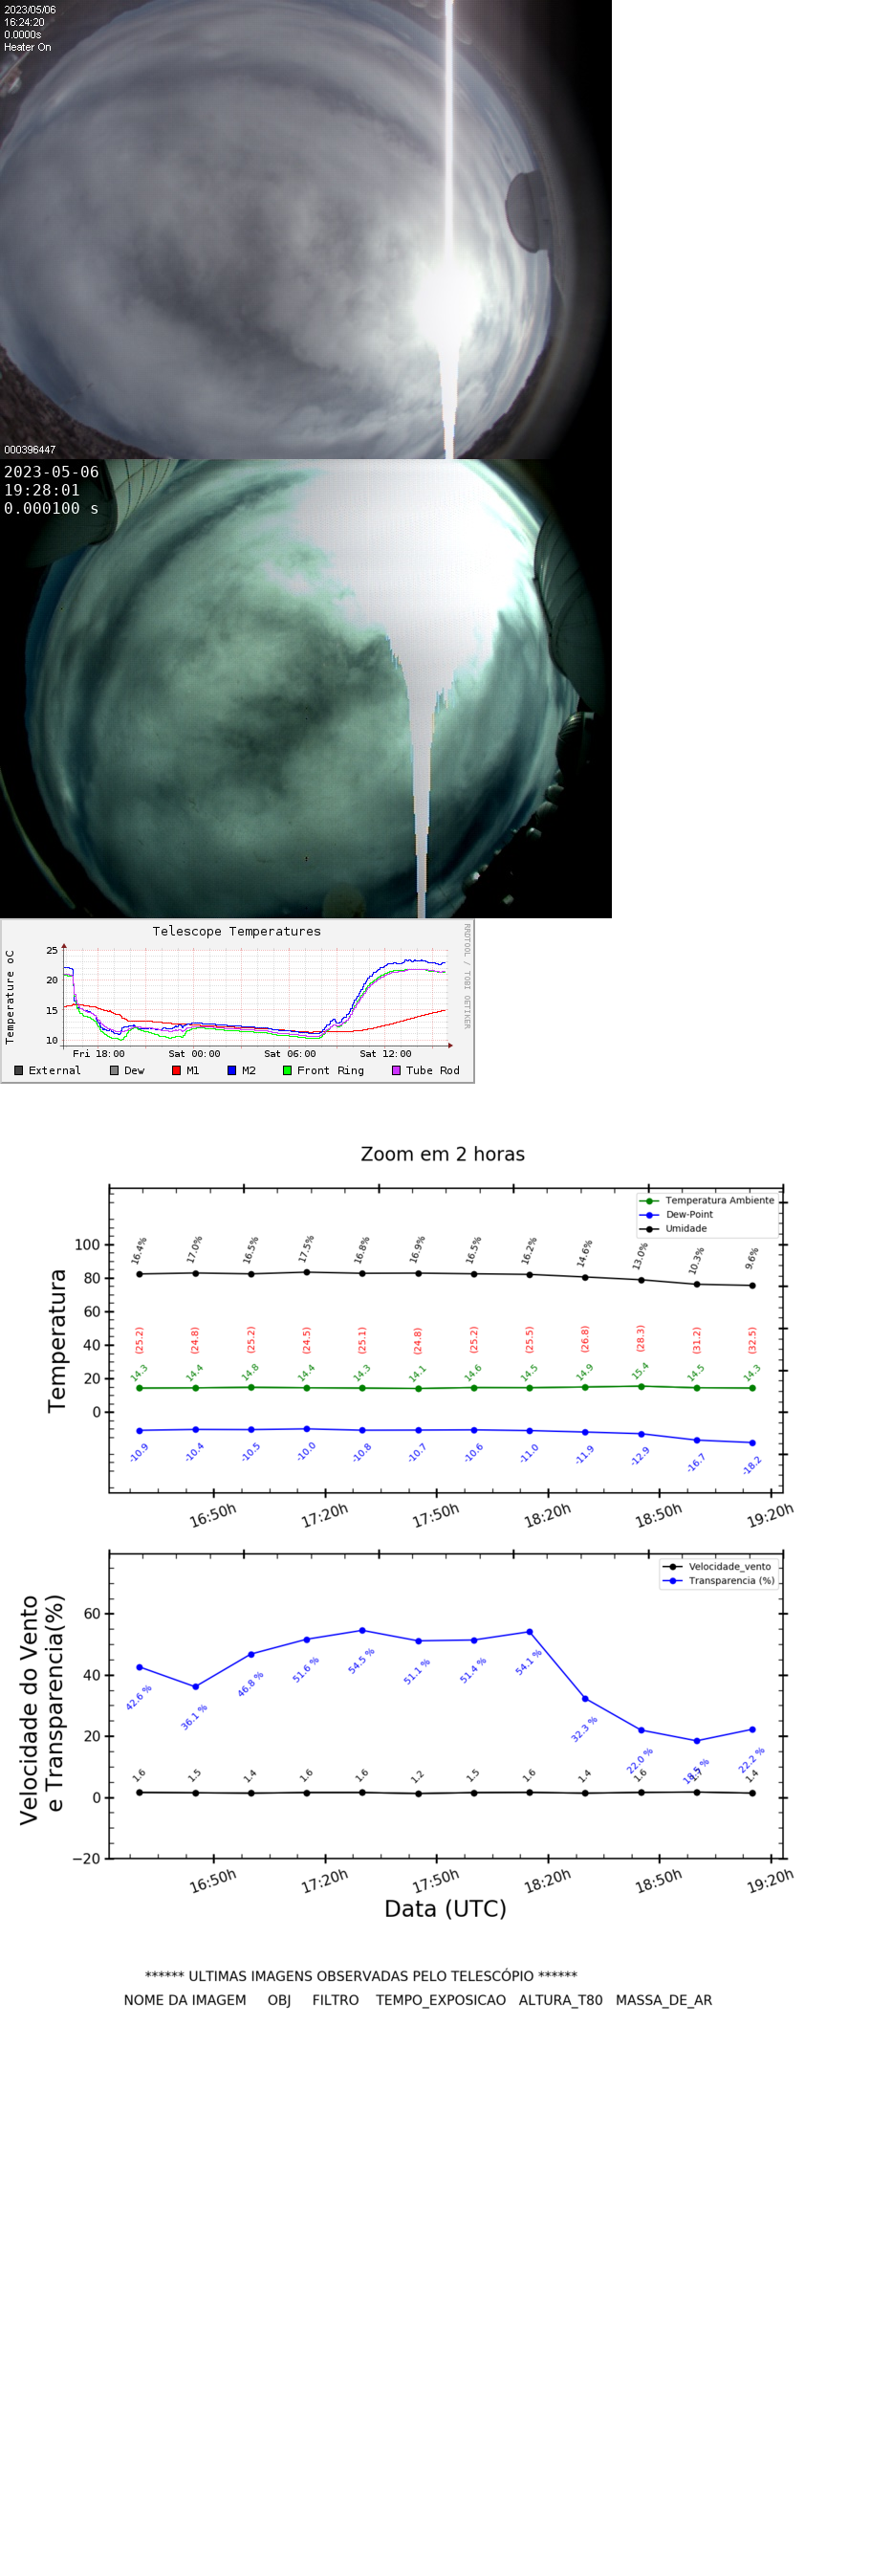 2023/05/06
16:24:20
0.0000s
Heater On
000396447
2023-05-06
19:28:01
0.000100 s
Telescope Temperatures
RRDTOOL / TOBI OETIKER
Temperature oC
25
20
15
10
Fri 18:00 Sat 00:00 Sat 06:00 Sat 12:00
External Dew M1 M2 Front Ring Tube Rod
Zoom em 2 horas
Temperatura Ambiente
Dew-Point
Umidade
Temperatura
100
80
60
40
20
0
16.4% 17.0% 16.5% 17.5% 16.8% 16.9% 16.5% 16.2% 14.6% 13.0% 10.3% 9.6%
(25.2) (24.8) (25.2) (24.5) (25.1) (24.8) (25.2) (25.5) (26.8) (28.3) (31.2) (32.5)
14.3 14.4 14.8 14.4 14.3 14.1 14.6 14.5 14.9 15.4 14.5 14.3
-10.9 -10.4 -10.5 -10.0 -10.8 -10.7 -10.6 -11.0 -11.9 -12.9 -16.7 -18.2
16:50h 17:20h 17:50h 18:20h 18:50h 19:20h
Velocidade_vento
Transparencia (%)
Velocidade do Vento
e Transparencia(%)
60
40
20
0
−20
42.6 % 36.1 % 46.8 % 51.6 % 54.5 % 51.1 % 51.4 % 54.1 % 32.3 % 22.0 % 18.5 % 22.2 %
1.6 1.5 1.4 1.6 1.6 1.2 1.5 1.6 1.4 1.6 1.7 1.4
16:50h 17:20h 17:50h 18:20h 18:50h 19:20h
Data (UTC)
****** ULTIMAS IMAGENS OBSERVADAS PELO TELESCÓPIO ******
NOME DA IMAGEM OBJ FILTRO TEMPO_EXPOSICAO ALTURA_T80 MASSA_DE_AR